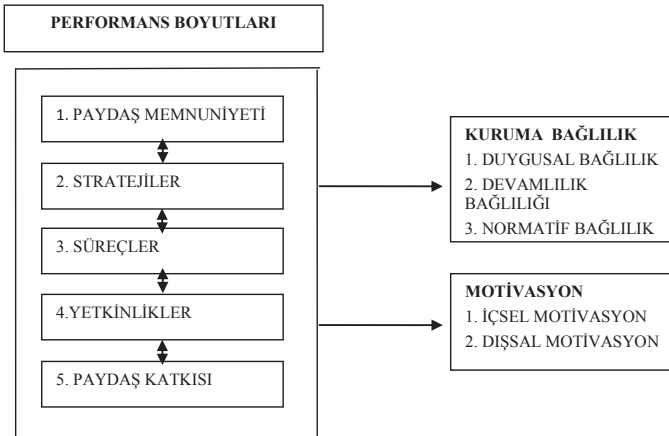 PERFORMANS BOYUTLARI
1. PAYDAŞ MEMNUNİYETİ
2. STRATEJİLER
3. SÜREÇLER
4.YETKİNLİKLER
5. PAYDAŞ KATKISI
KURUMA BAĞLILIK
1. DUYGUSAL BAĞLILIK
2. DEVAMLILIK
BAĞLILIĞI
3. NORMATİF BAĞLILIK
MOTİVASYON
1. İÇSEL MOTİVASYON
2. DIŞSAL MOTİVASYON